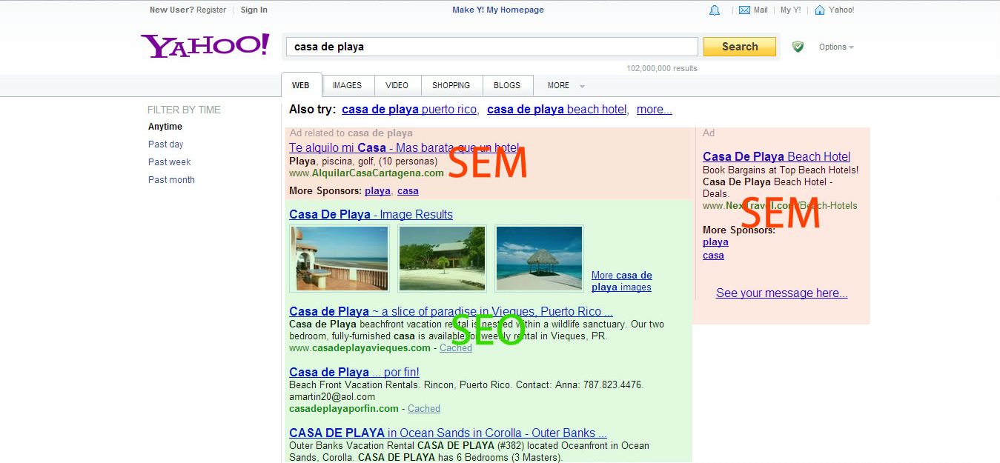 New User? Register Sign In Make Y! My Homepage Mail My Y! Yahoo!
YAHOO! casa de playa Search Options
102,000,000 results
WEB IMAGES VIDEO SHOPPING BLOGS MORE
FILTER BY TIME
Anytime
Past day
Past week
Past month
Also try: casa de playa puerto rico, casa de playa beach hotel, more...
Ad related to casa de playa
Te alquilo mi Casa - Mas barata que un hotel
Playa, piscina, golf, (10 personas)
www.AlquilarCasaCartagena.com
More Sponsors: playa, casa
SEM
Casa De Playa - Image Results
More casa de
playa images
Casa de Playa ~ a slice of paradise in Vieques, Puerto Rico ...
Casa de Playa beachfront vacation rental is nestled within a wildlife sanctuary. Our two
bedroom, fully-furnished casa is available for weekly rental in Vieques, PR.
www.casadeplayavieques.com - Cached
SEO
Casa de Playa ... por fin!
Beach Front Vacation Rentals. Rincon, Puerto Rico. Contact: Anna: 787.823.4476.
amartin20@aol.com
casadeplayaporfin.com - Cached
CASA DE PLAYA in Ocean Sands in Corolla - Outer Banks ...
Outer Banks Vacation Rental CASA DE PLAYA (#382) located Oceanfront in Ocean
Sands, Corolla. CASA DE PLAYA has 6 Bedrooms (3 Masters).
Ad
Casa De Playa Beach Hotel
Book Bargains at Top Beach Hotels!
Casa De Playa Beach Hotel -
Deals.
www.NexTravel.com/Beach-Hotels
SEM
More Sponsors:
playa
casa
See your message here...